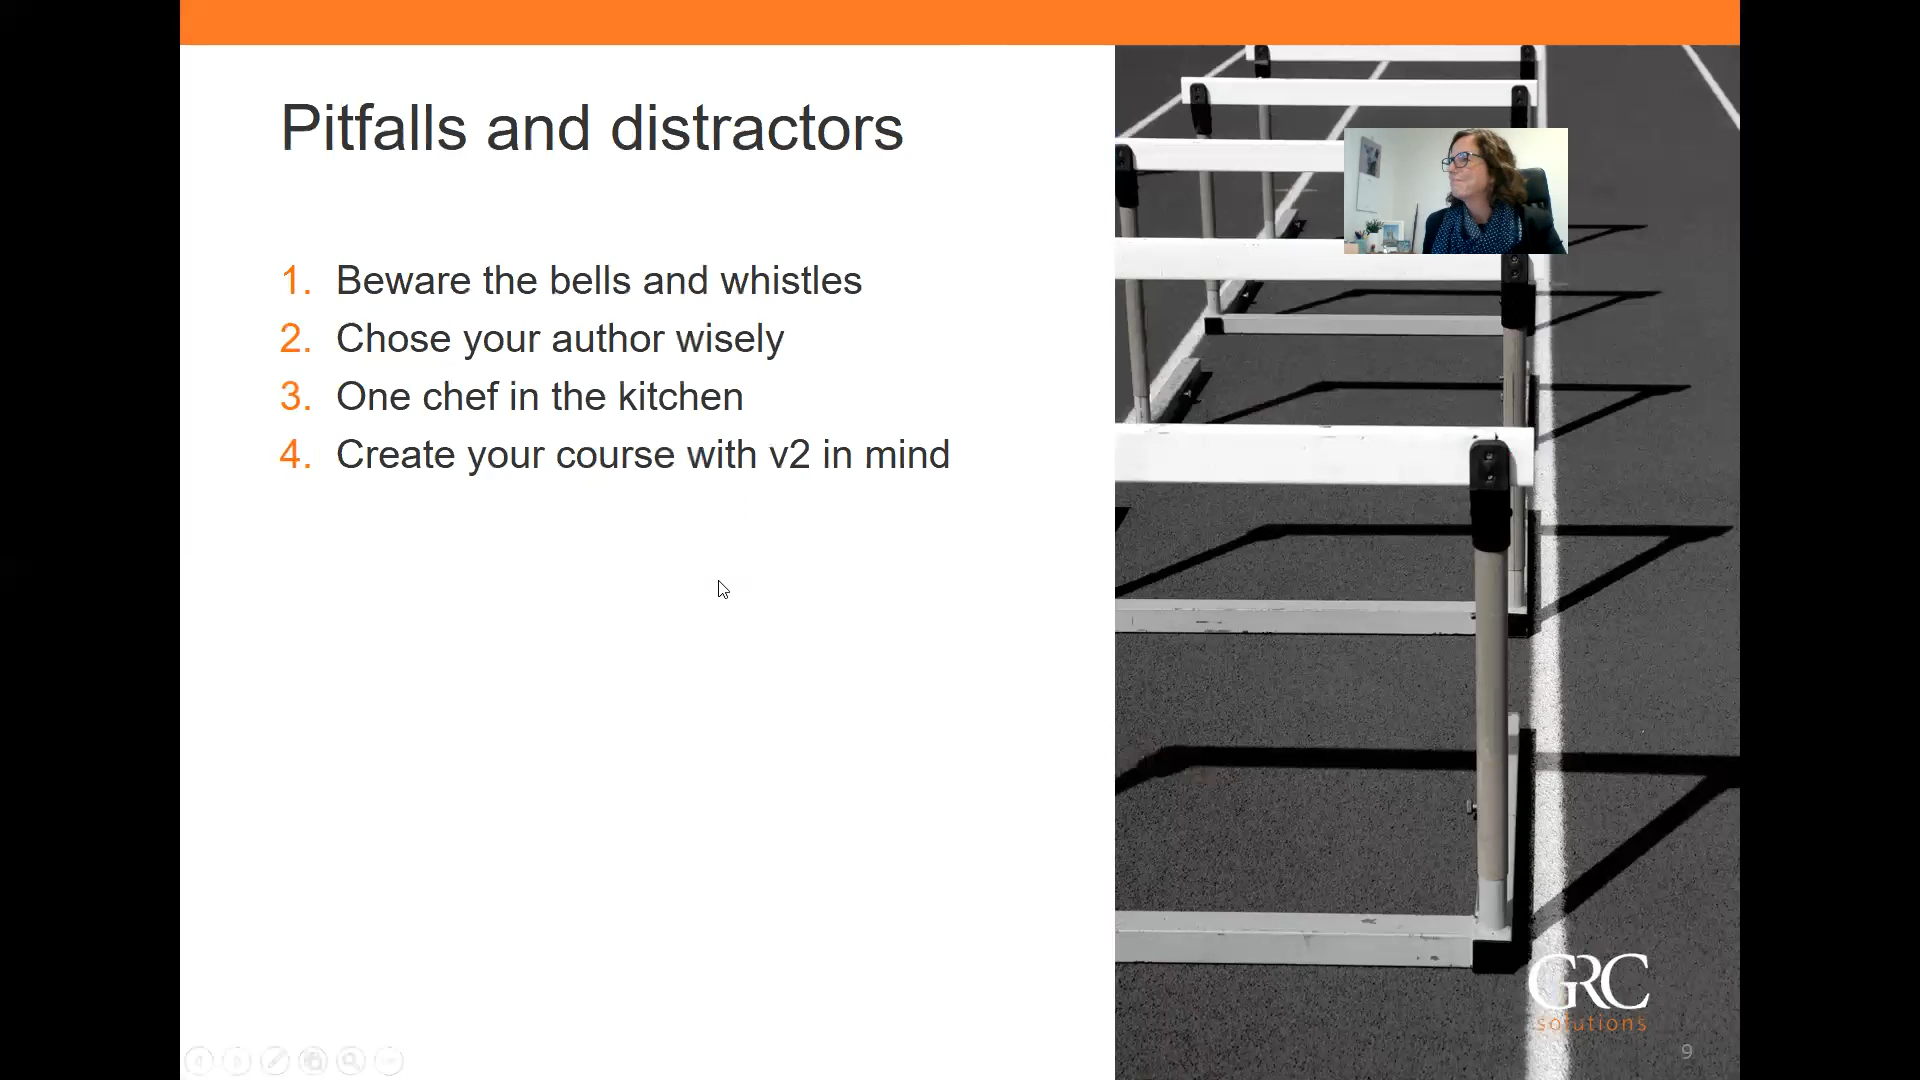 Pitfalls and distractors
1. Beware the bells and whistles
2. Chose your author wisely
3. One chef in the kitchen
4. Create your course with v2 in mind
GRC
solutions
9